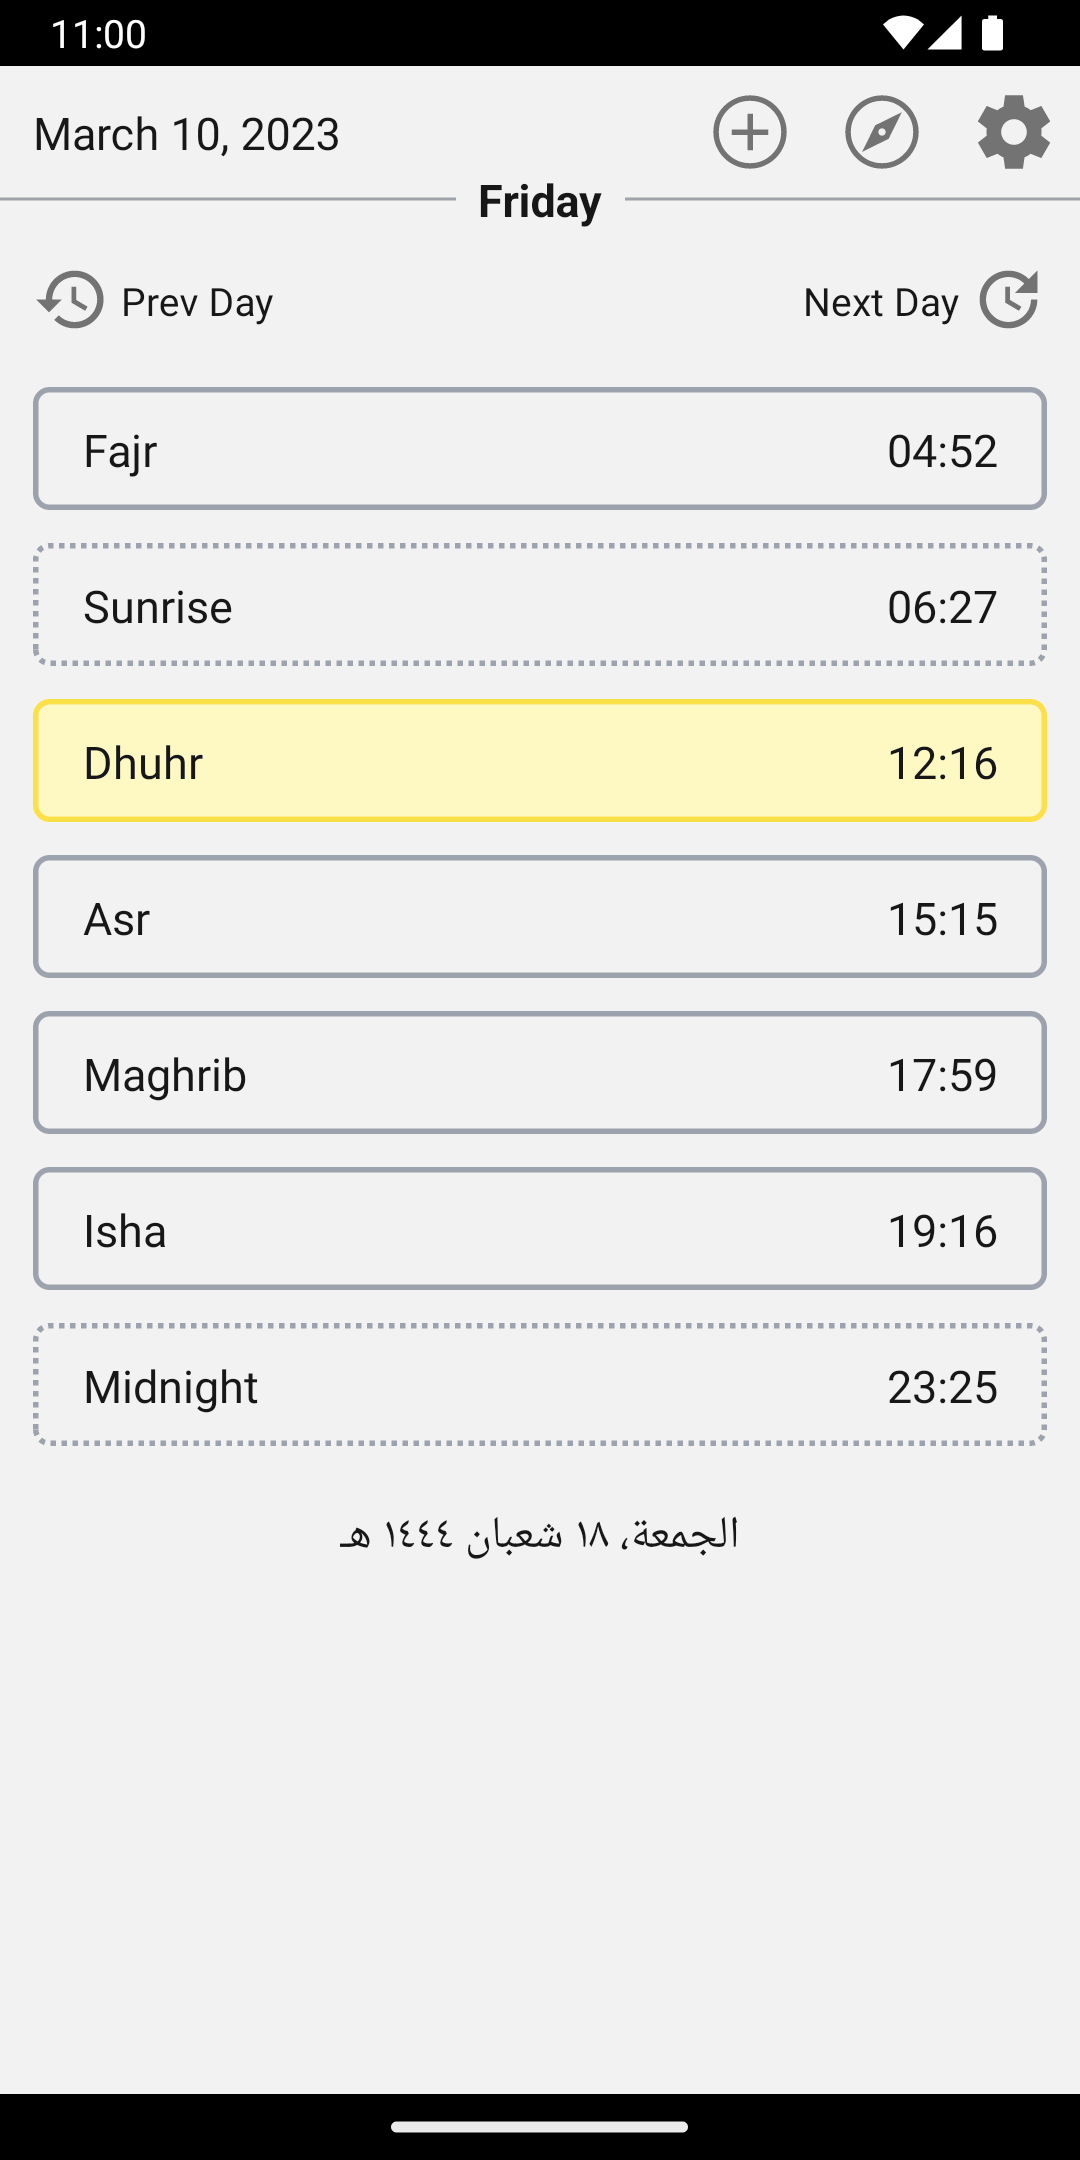 11:00
March 10, 2023
Friday
Prev Day
Next Day
Fajr 04:52
Sunrise 06:27
Dhuhr 12:16
Asr 15:15
Maghrib 17:59
Isha 19:16
Midnight 23:25
الجمعة، ١٨ شعبان ١٤٤٤ هـ